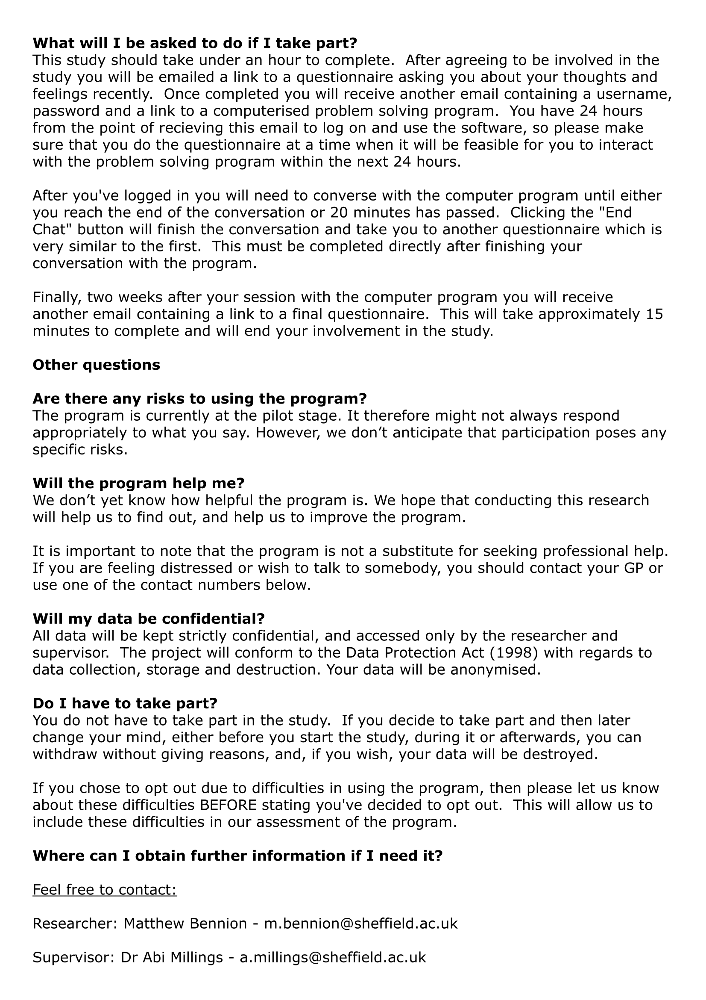 What will I be asked to do if I take part?
This study should take under an hour to complete.  After agreeing to be involved in the
study you will be emailed a link to a questionnaire asking you about your thoughts and
feelings recently.  Once completed you will receive another email containing a username,
password and a link to a computerised problem solving program.  You have 24 hours
from the point of recieving this email to log on and use the software, so please make
sure that you do the questionnaire at a time when it will be feasible for you to interact
with the problem solving program within the next 24 hours.
After you've logged in you will need to converse with the computer program until either
you reach the end of the conversation or 20 minutes has passed.  Clicking the "End
Chat" button will finish the conversation and take you to another questionnaire which is
very similar to the first.  This must be completed directly after finishing your
conversation with the program.
Finally, two weeks after your session with the computer program you will receive
another email containing a link to a final questionnaire.  This will take approximately 15
minutes to complete and will end your involvement in the study.
Other questions
Are there any risks to using the program?
The program is currently at the pilot stage. It therefore might not always respond
appropriately to what you say. However, we don’t anticipate that participation poses any
specific risks.
Will the program help me?
We don’t yet know how helpful the program is. We hope that conducting this research
will help us to find out, and help us to improve the program.
It is important to note that the program is not a substitute for seeking professional help.
If you are feeling distressed or wish to talk to somebody, you should contact your GP or
use one of the contact numbers below.
Will my data be confidential?
All data will be kept strictly confidential, and accessed only by the researcher and
supervisor.  The project will conform to the Data Protection Act (1998) with regards to
data collection, storage and destruction. Your data will be anonymised.
Do I have to take part?
You do not have to take part in the study.  If you decide to take part and then later
change your mind, either before you start the study, during it or afterwards, you can
withdraw without giving reasons, and, if you wish, your data will be destroyed.
If you chose to opt out due to difficulties in using the program, then please let us know
about these difficulties BEFORE stating you've decided to opt out.  This will allow us to
include these difficulties in our assessment of the program.
Where can I obtain further information if I need it?
Feel free to contact:
Researcher: Matthew Bennion - m.bennion@sheffield.ac.uk
Supervisor: Dr Abi Millings - a.millings@sheffield.ac.uk